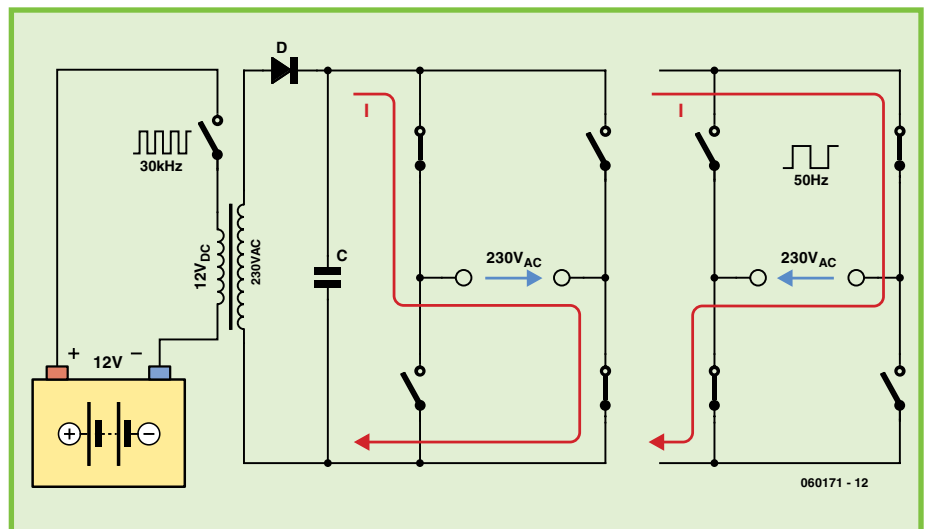 D
I
I
30kHz
50Hz
12VDC
230VAC
C
230VAC
230VAC
+ 12V −
+ −
060171 - 12